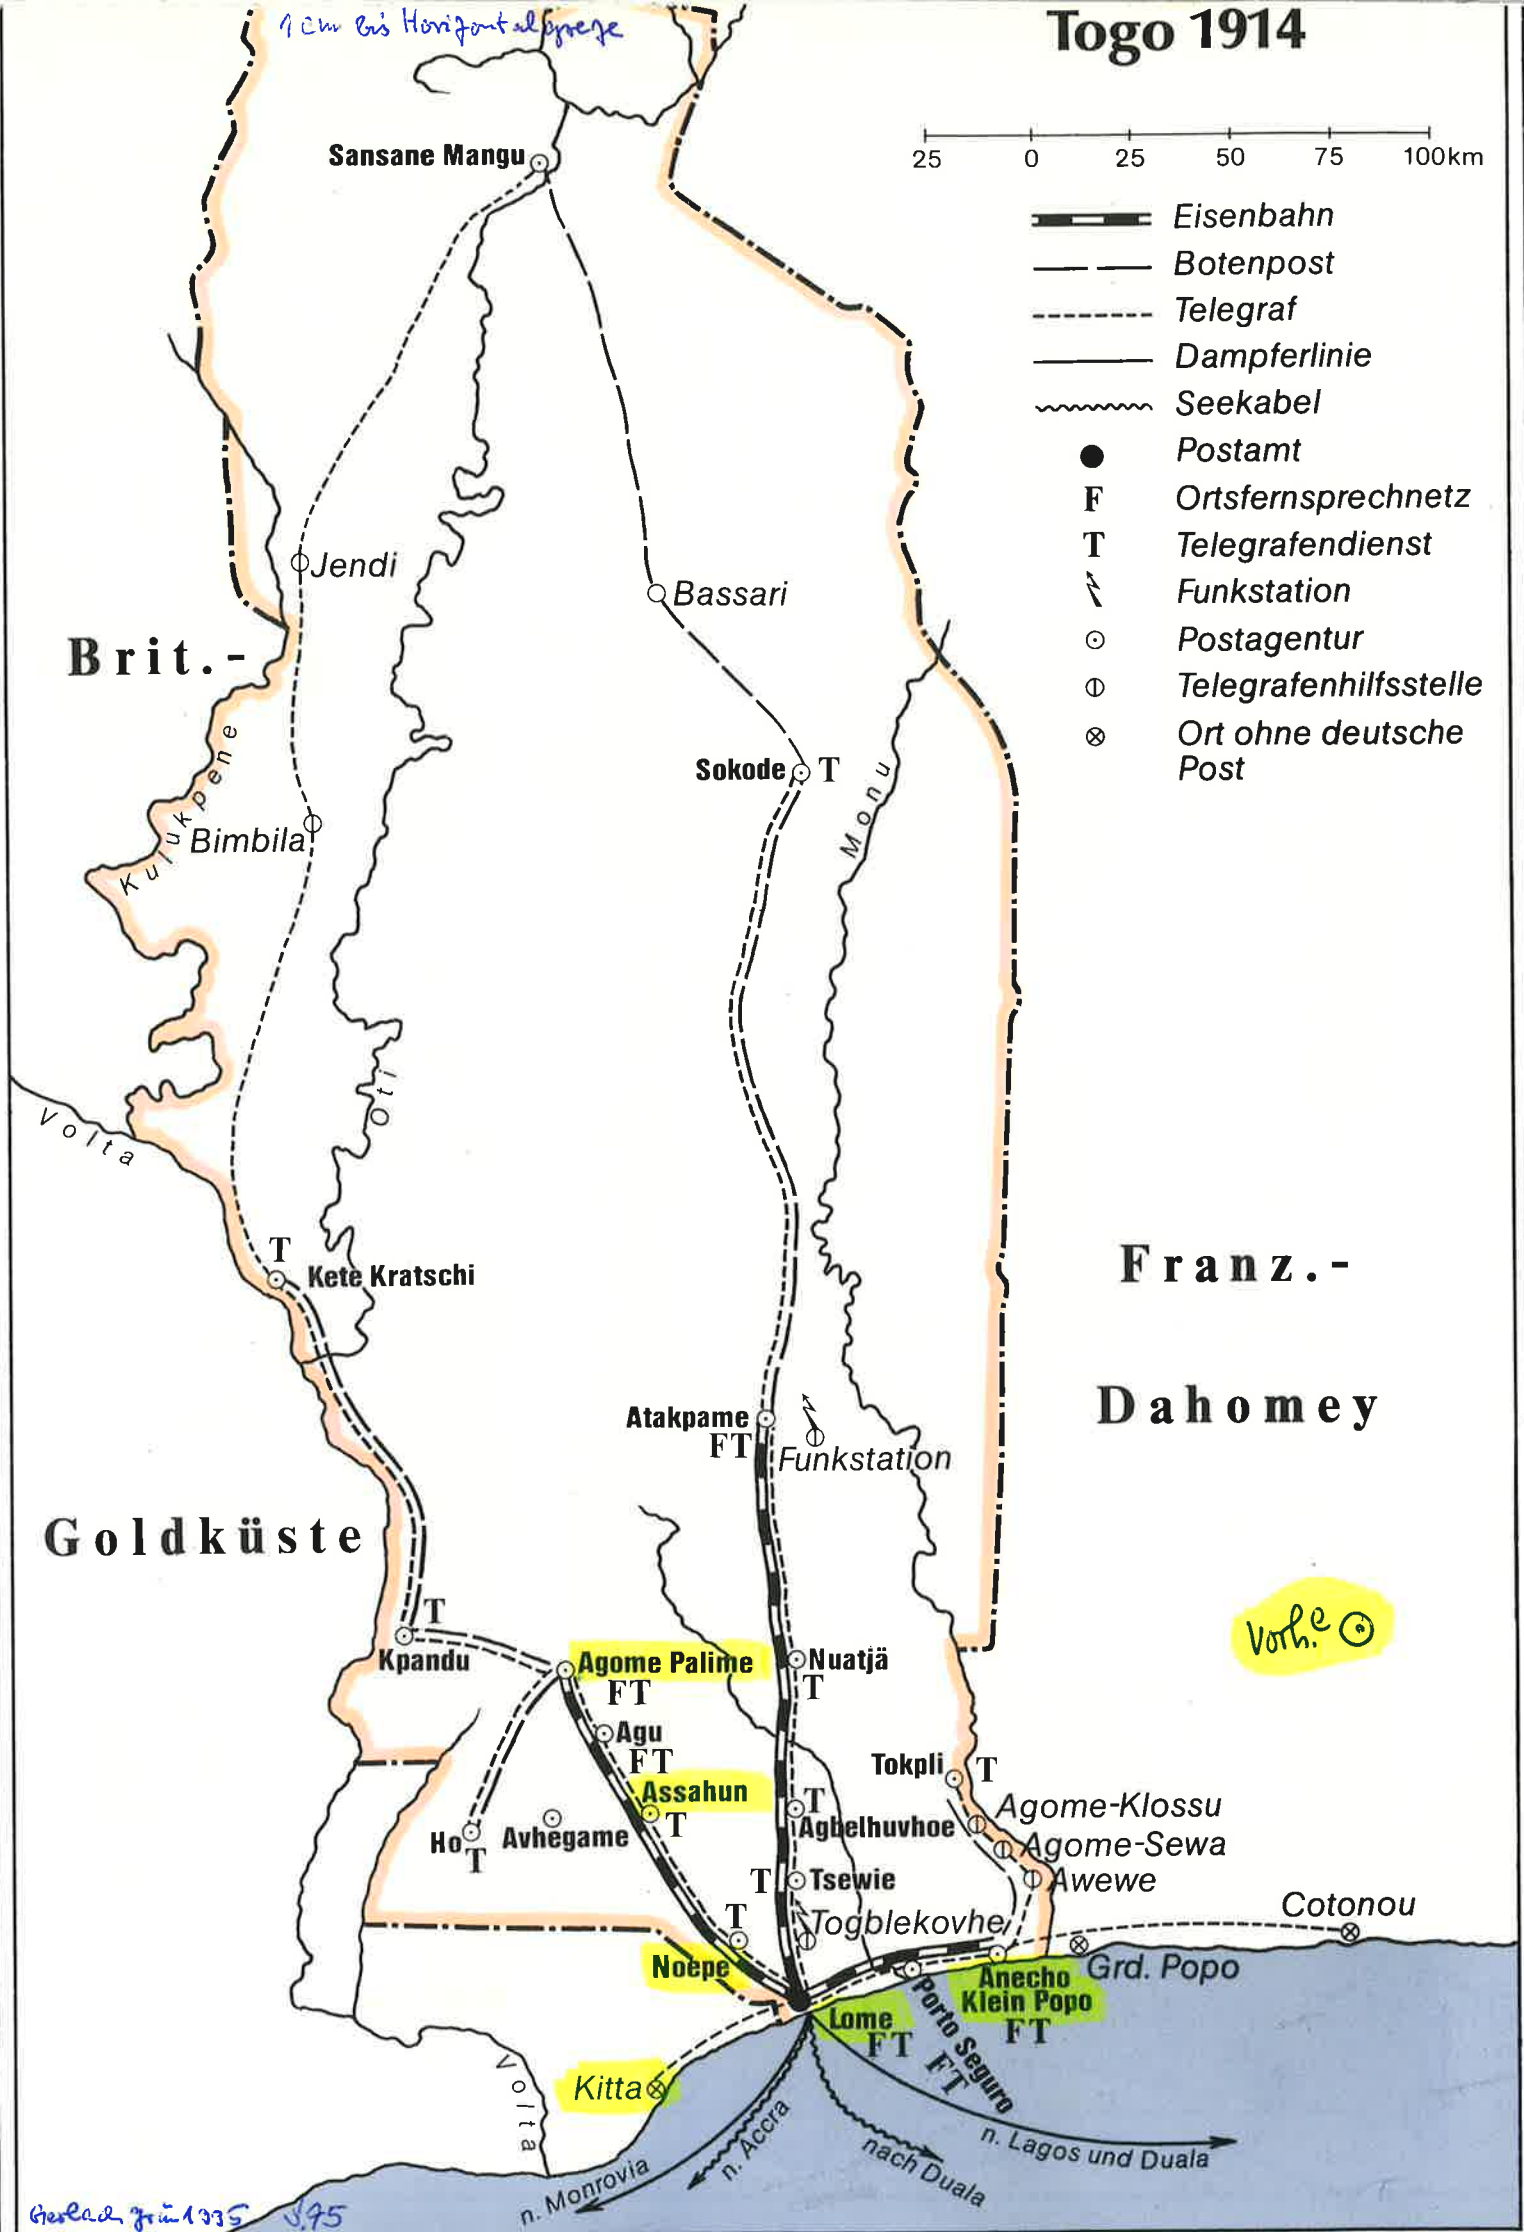 1 cm bis Horizontalgrenze
Togo 1914
25 0 25 50 75 100km
Eisenbahn
Botenpost
Telegraf
Dampferlinie
Seekabel
Postamt
F Ortsfernsprechnetz
T Telegrafendienst
Funkstation
Postagentur
Telegrafenhilfsstelle
Ort ohne deutsche
Post
Sansane Mangu
Jendi
Bassari
Brit.-
Kulukpene
Sokode T
Monu
Bimbila
Oti
Volta
T
Kete Kratschi
Franz.-
Dahomey
Atakpame
FT
Funkstation
Goldküste
T
Kpandu
Agome Palime
FT
Nuatjä
T
Agu
FT
Assahun
T
Tokpli T
Agome-Klossu
T
Agbelhuvhoe
Agome-Sewa
Ho
T
Avhegame
T Tsewie
Awewe
T
Togblekovhe
Cotonou
Noepe
Grd. Popo
Anecho
Klein Popo
FT
Lome
FT
Porto Seguro
FT
Kitta
Volta
n. Monrovia
n. Accra
nach Duala
n. Lagos und Duala
S.95